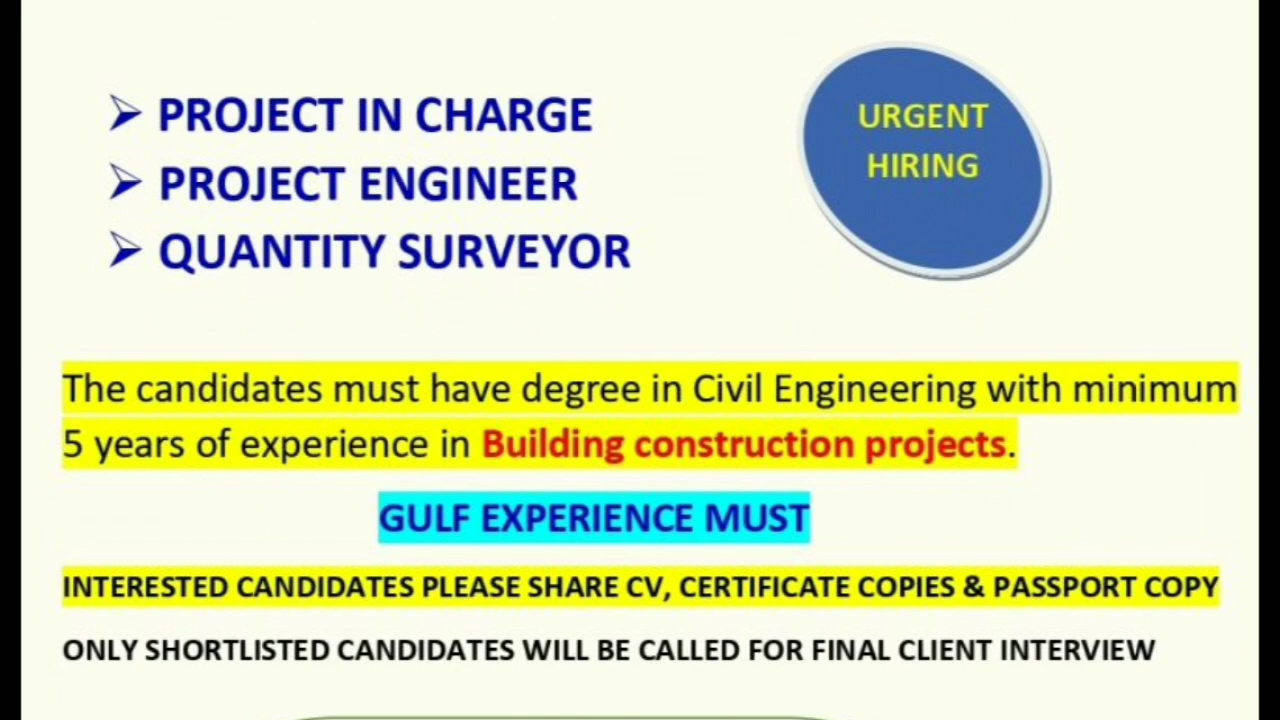 PROJECT IN CHARGE
PROJECT ENGINEER
QUANTITY SURVEYOR
URGENT
HIRING
The candidates must have degree in Civil Engineering with minimum
5 years of experience in Building construction projects.
GULF EXPERIENCE MUST
INTERESTED CANDIDATES PLEASE SHARE CV, CERTIFICATE COPIES & PASSPORT COPY
ONLY SHORTLISTED CANDIDATES WILL BE CALLED FOR FINAL CLIENT INTERVIEW